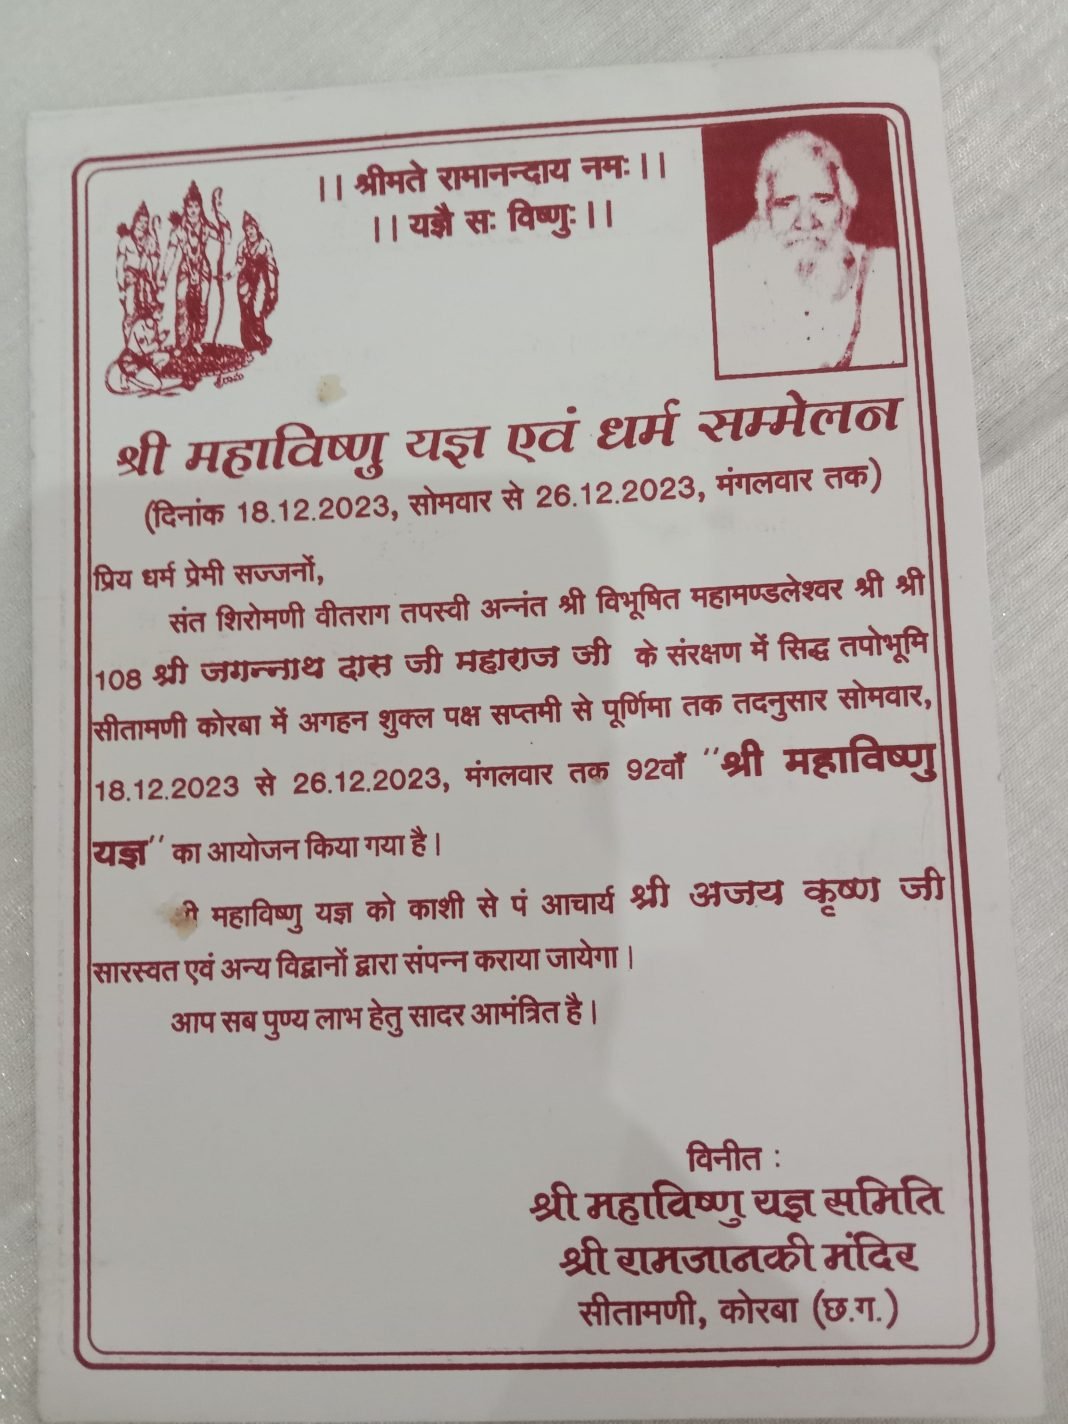 ।। श्रीमते रामानन्दाय नमः ।।
।। यज्ञै सः विष्णुः ।।
श्री महाविष्णु यज्ञ एवं धर्म सम्मेलन
(दिनांक 18.12.2023, सोमवार से 26.12.2023, मंगलवार तक)
प्रिय धर्म प्रेमी सज्जनों,
संत शिरोमणी वीतराग तपस्वी अन्नंत श्री विभूषित महामण्डलेश्वर श्री श्री
108 श्री जगन्नाथ दास जी महाराज जी के संरक्षण में सिद्ध तपोभूमि
सीतामणी कोरबा में अगहन शुक्ल पक्ष सप्तमी से पूर्णिमा तक तदनुसार सोमवार,
18.12.2023 से 26.12.2023, मंगलवार तक 92वाँ ''श्री महाविष्णु
यज्ञ'' का आयोजन किया गया है।
महाविष्णु यज्ञ को काशी से पं आचार्य श्री अजय कृष्ण जी
सारस्वत एवं अन्य विद्वानों द्वारा संपन्न कराया जायेगा।
आप सब पुण्य लाभ हेतु सादर आमंत्रित है।
विनीत :
श्री महाविष्णु यज्ञ समिति
श्री रामजानकी मंदिर
सीतामणी, कोरबा (छ.ग.)